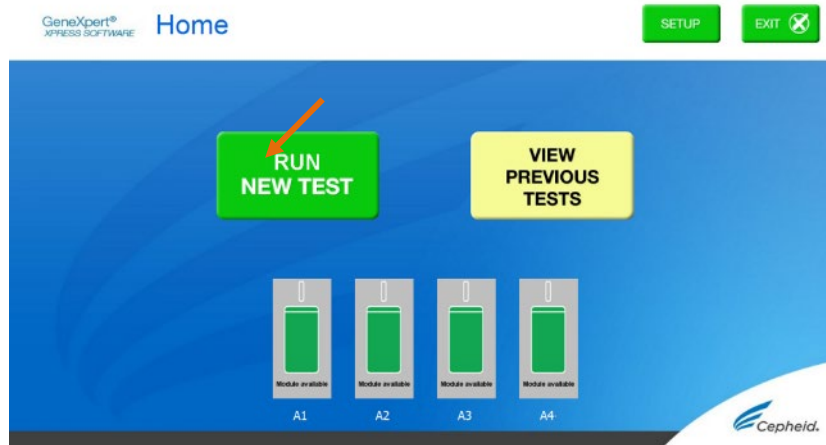 GeneXpert®
XPRESS SOFTWARE
Home
SETUP
EXIT
RUN
NEW TEST
VIEW
PREVIOUS
TESTS
Module available
Module available
Module available
Module available
A1
A2
A3
A4
Cepheid.